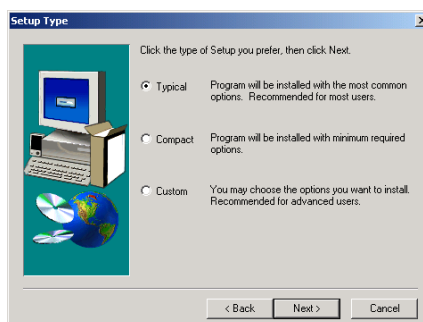 Setup Type
Click the type of Setup you prefer, then click Next.
Typical
Program will be installed with the most common
options. Recommended for most users.
Compact
Program will be installed with minimum required
options.
Custom
You may choose the options you want to install.
Recommended for advanced users.
< Back
Next >
Cancel